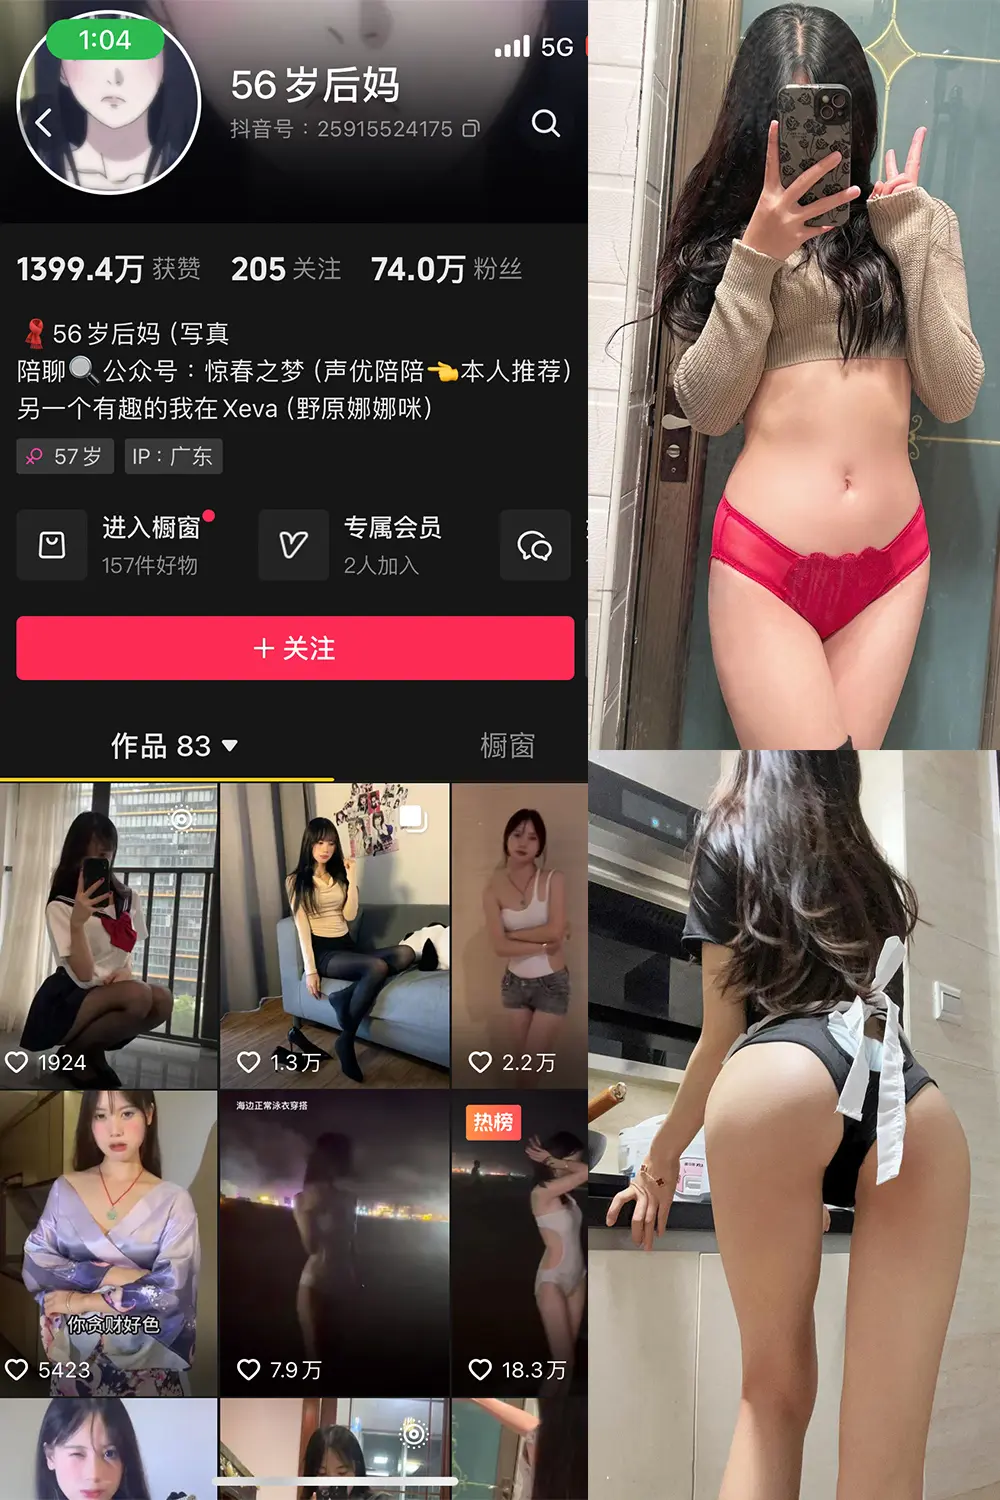 1:04
5G
56岁后妈
抖音号：25915524175
1399.4万 获赞 205 关注 74.0万 粉丝
56岁后妈（写真
陪聊🔍公众号：惊春之梦（声优陪陪👈本人推荐）
另一个有趣的我在Xeva（野原娜娜咪）
57岁 IP：广东
进入橱窗 专属会员
157件好物 2人加入
＋关注
作品 83 橱窗
1924 1.3万 2.2万
海边正常泳衣穿搭
热榜
你贪财好色
5423 7.9万 18.3万